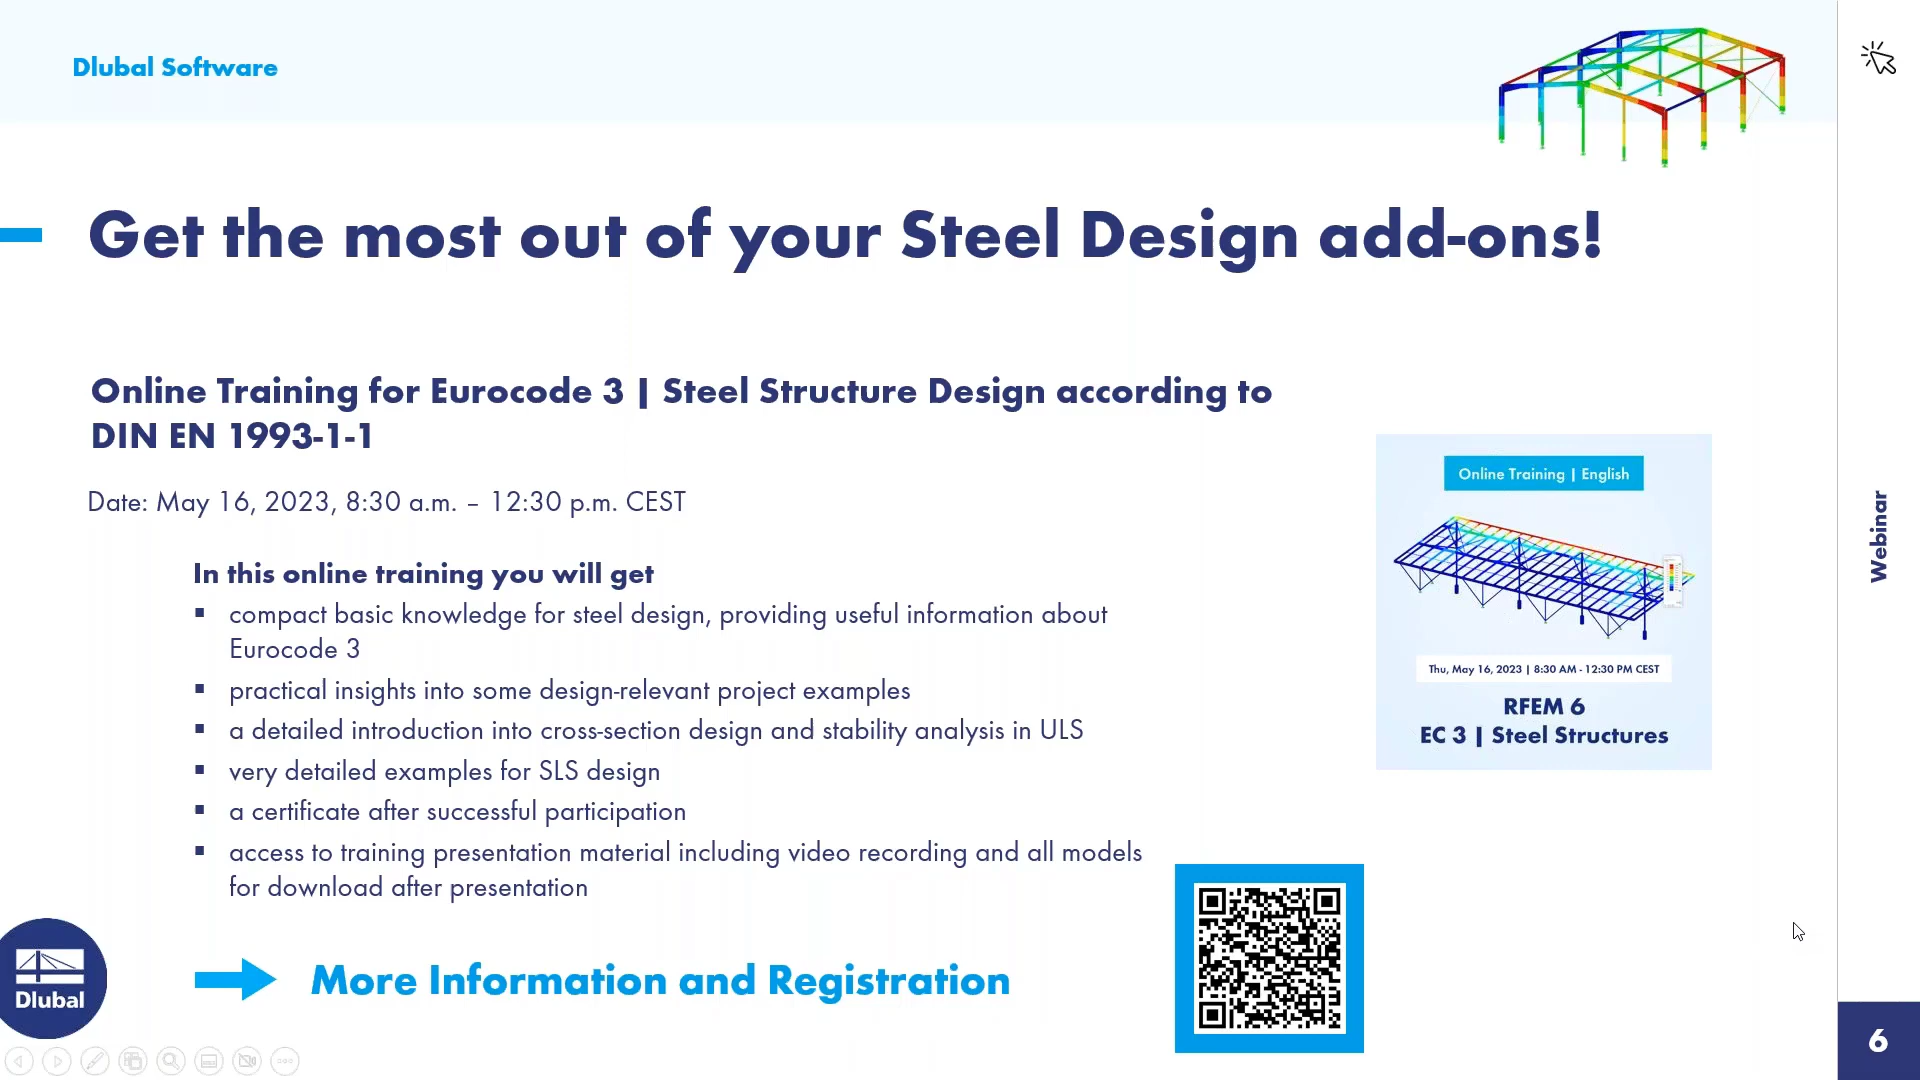 Dlubal Software
Get the most out of your Steel Design add-ons!
Online Training for Eurocode 3 | Steel Structure Design according to
DIN EN 1993-1-1
Date: May 16, 2023, 8:30 a.m. – 12:30 p.m. CEST
In this online training you will get
▪ compact basic knowledge for steel design, providing useful information about
Eurocode 3
▪ practical insights into some design-relevant project examples
▪ a detailed introduction into cross-section design and stability analysis in ULS
▪ very detailed examples for SLS design
▪ a certificate after successful participation
▪ access to training presentation material including video recording and all models
for download after presentation
More Information and Registration
Online Training | English
Thu, May 16, 2023 | 8:30 AM - 12:30 PM CEST
RFEM 6
EC 3 | Steel Structures
Webinar
Dlubal
6